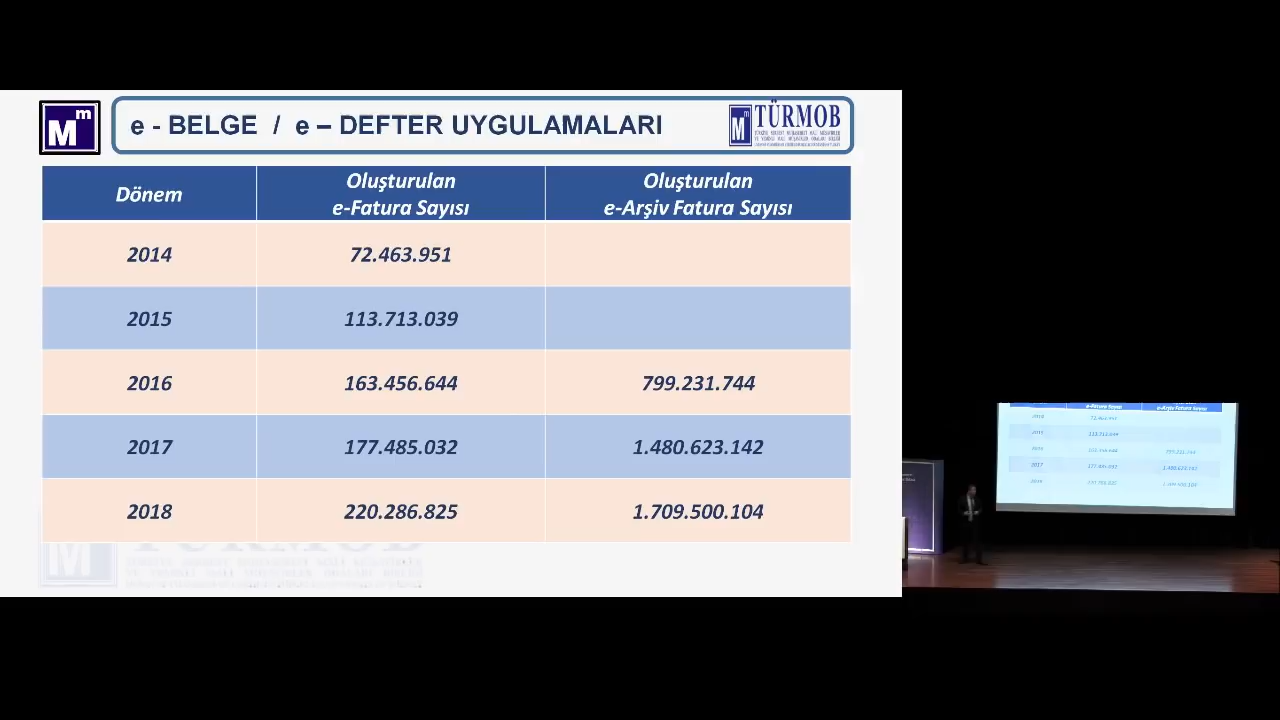 e - BELGE / e – DEFTER UYGULAMALARI
TÜRMOB
Dönem
Oluşturulan
e-Fatura Sayısı
Oluşturulan
e-Arşiv Fatura Sayısı
2014
72.463.951
2015
113.713.039
2016
163.456.644
799.231.744
2017
177.485.032
1.480.623.142
2018
220.286.825
1.709.500.104